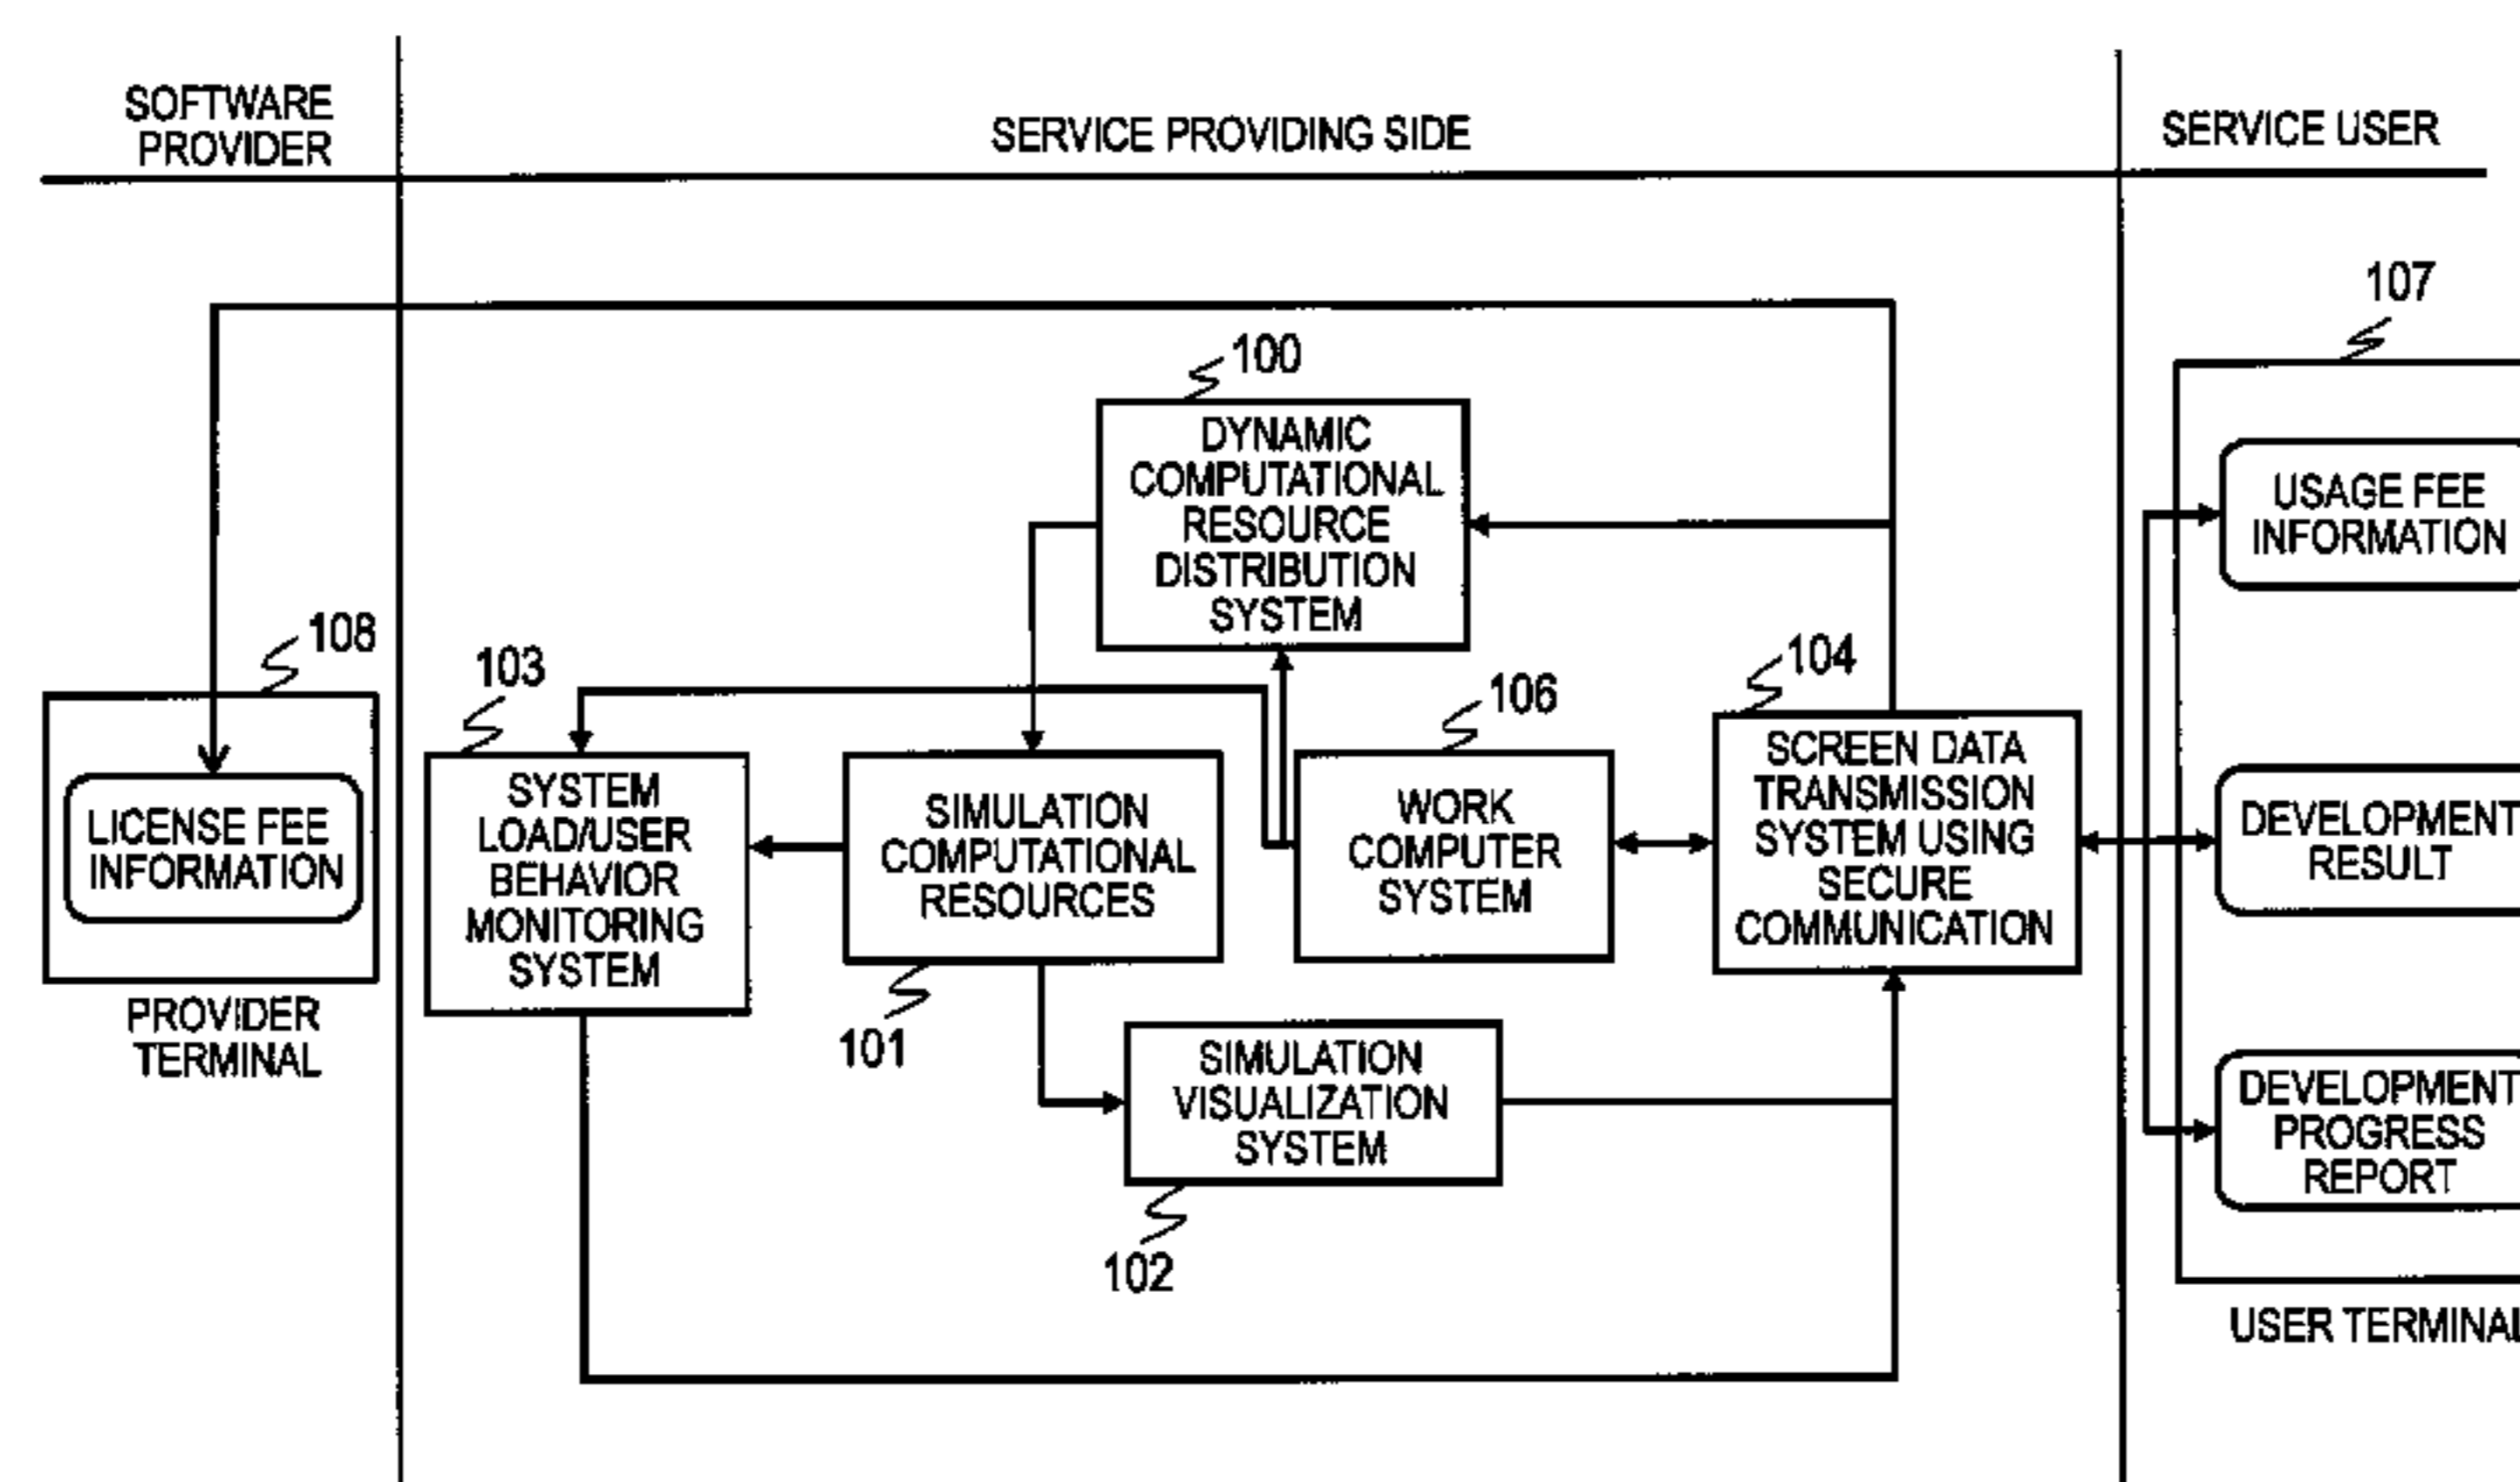 SOFTWARE
PROVIDER
SERVICE PROVIDING SIDE
SERVICE USER
107
100
DYNAMIC
COMPUTATIONAL
RESOURCE
DISTRIBUTION
SYSTEM
USAGE FEE
INFORMATION
108
103
106
104
LICENSE FEE
INFORMATION
PROVIDER
TERMINAL
SYSTEM
LOAD/USER
BEHAVIOR
MONITORING
SYSTEM
SIMULATION
COMPUTATIONAL
RESOURCES
101
WORK
COMPUTER
SYSTEM
SCREEN DATA
TRANSMISSION
SYSTEM USING
SECURE
COMMUNICATION
DEVELOPMENT
RESULT
SIMULATION
VISUALIZATION
SYSTEM
102
DEVELOPMENT
PROGRESS
REPORT
USER TERMINAL